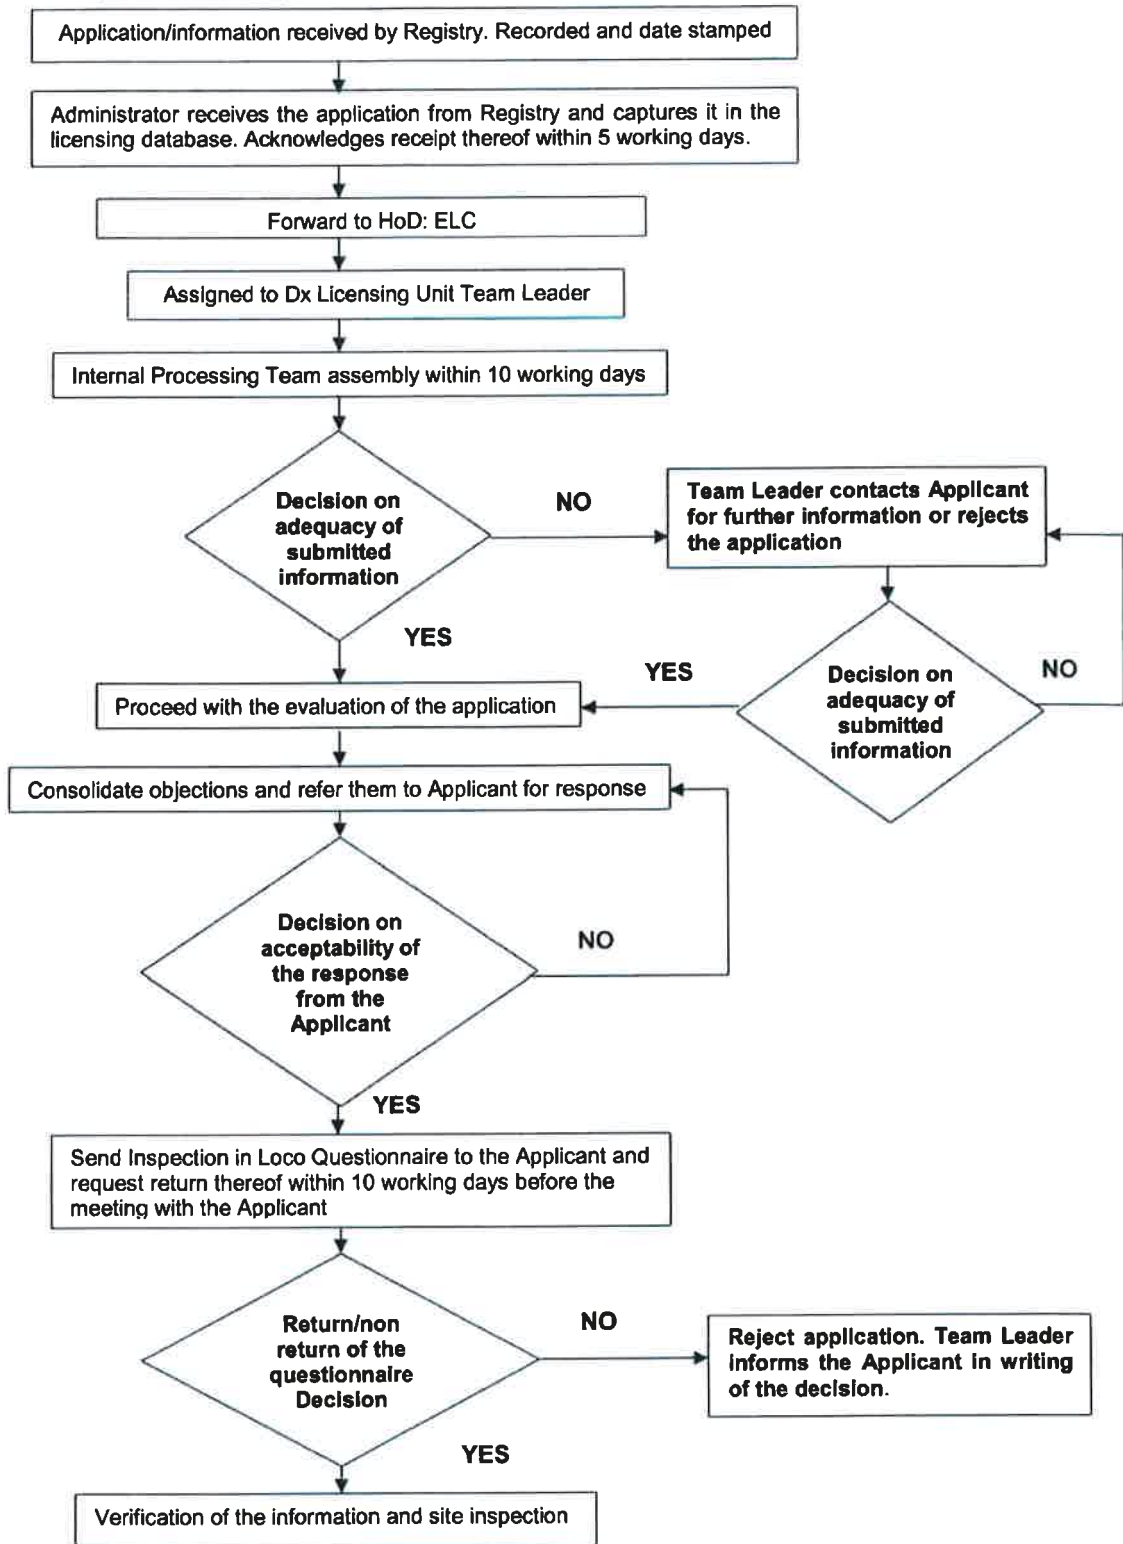 Application/information received by Registry. Recorded and date stamped
Administrator receives the application from Registry and captures it in the
licensing database. Acknowledges receipt thereof within 5 working days.
Forward to HoD: ELC
Assigned to Dx Licensing Unit Team Leader
Internal Processing Team assembly within 10 working days
Decision on
adequacy of
submitted
information
NO
Team Leader contacts Applicant
for further information or rejects
the application
YES
Decision on
adequacy of
submitted
information
NO
YES
Proceed with the evaluation of the application
Consolidate objections and refer them to Applicant for response
Decision on
acceptability of
the response
from the
Applicant
NO
YES
Send Inspection in Loco Questionnaire to the Applicant and
request return thereof within 10 working days before the
meeting with the Applicant
Return/non
return of the
questionnaire
Decision
NO
Reject application. Team Leader
informs the Applicant in writing
of the decision.
YES
Verification of the information and site inspection